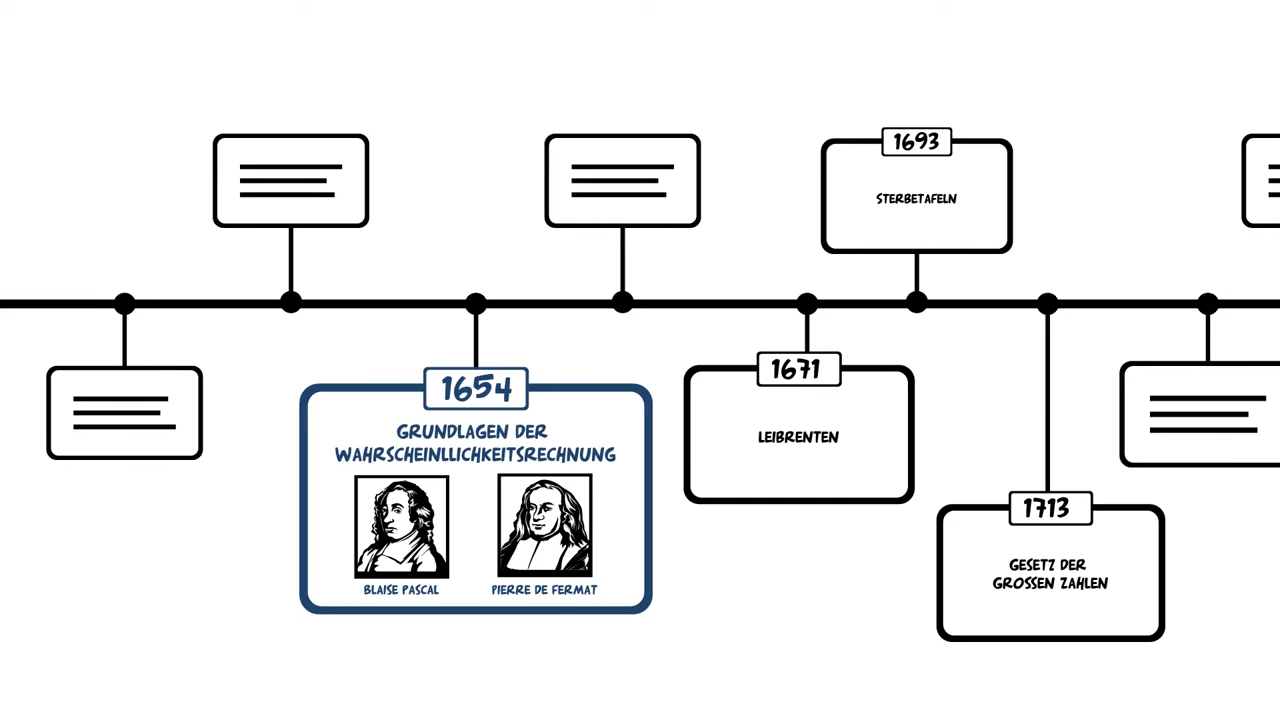 1693
STERBETAFELN
1654
GRUNDLAGEN DER
WAHRSCHEINLLICHKEITSRECHNUNG
BLAISE PASCAL
PIERRE DE FERMAT
1671
LEIBRENTEN
1713
GESETZ DER
GROSSEN ZAHLEN